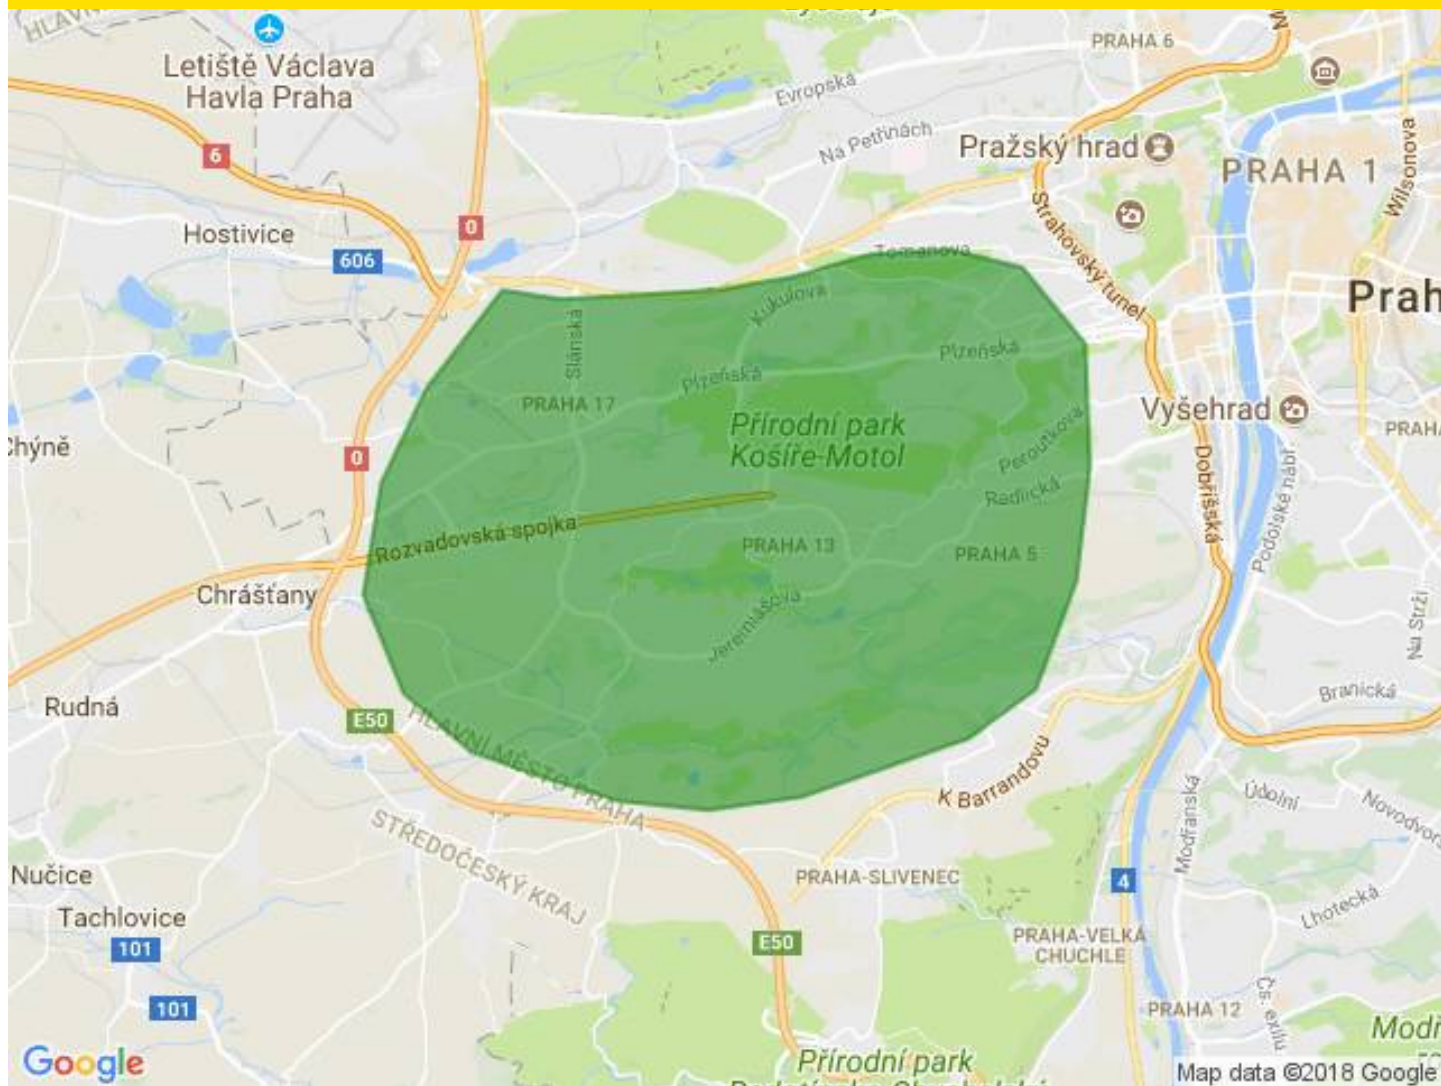 HLAVN
Letiště Václava
Havla Praha
PRAHA 6
Evropská
Na Petřinách
Pražský hrad
PRAHA 1
Wilsonova
6
0
Hostivice
606
Strahovský tunel
Tomanova
Kukulova
Prah
Slánská
Plzeňská
Plzeňská
PRAHA 17
Přírodní park
Košíře-Motol
Vyšehrad
PRAHA
Chýně
0
Peroutkova
Radlická
Dobříšská
Podolské nábř.
Rozvadovská spojka
PRAHA 13
PRAHA 5
Chrášťany
Jeremiášova
Na Strži
Rudná
E50
HLAVNÍ MĚSTO PRAHA
Branická
K Barrandovu
STŘEDOČESKÝ KRAJ
Údolní
Novodvors
Modřanská
Nučice
PRAHA-SLIVENEC
4
Tachlovice
Lhotecká
101
E50
PRAHA-VELKÁ
CHUCHLE
101
PRAHA 12
Čs. exilu
Modř
Google
Přírodní park
Map data ©2018 Google